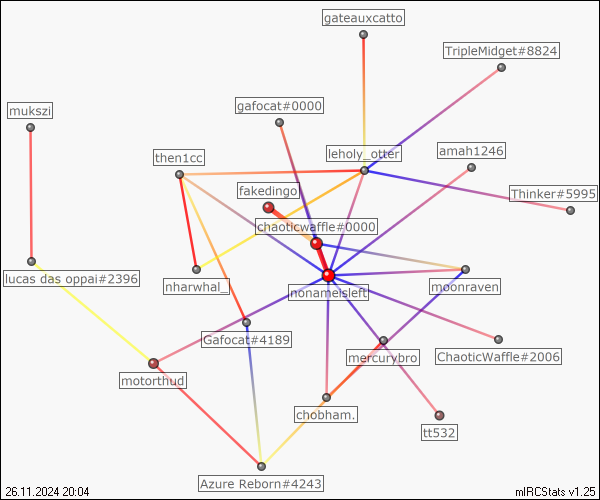 gateauxcatto
TripleMidget#8824
gafocat#0000
mukszi
leholy_otter
amah1246
then1cc
fakedingo
Thinker#5995
chaoticwaffle#0000
lucas das oppai#2396
nharwhal_
nonameisleft
moonraven
Gafocat#4189
mercurybro
ChaoticWaffle#2006
motorthud
chobham.
tt532
Azure Reborn#4243
26.11.2024 20:04
mIRCStats v1.25